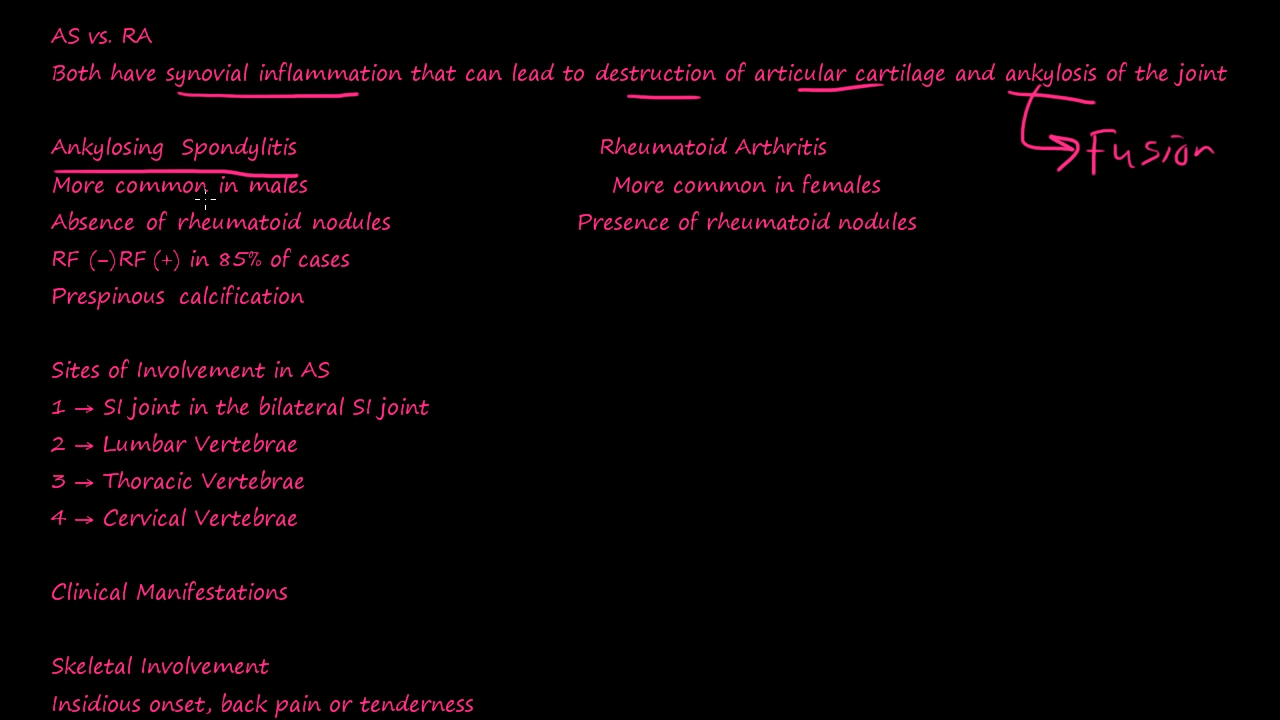 AS vs. RA
Both have synovial inflammation that can lead to destruction of articular cartilage and ankylosis of the joint
Fusion
Ankylosing Spondylitis Rheumatoid Arthritis
More common in males More common in females
Absence of rheumatoid nodules Presence of rheumatoid nodules
RF (-)RF (+) in 85% of cases
Prespinous calcification
Sites of Involvement in AS
1 → SI joint in the bilateral SI joint
2 → Lumbar Vertebrae
3 → Thoracic Vertebrae
4 → Cervical Vertebrae
Clinical Manifestations
Skeletal Involvement
Insidious onset, back pain or tenderness